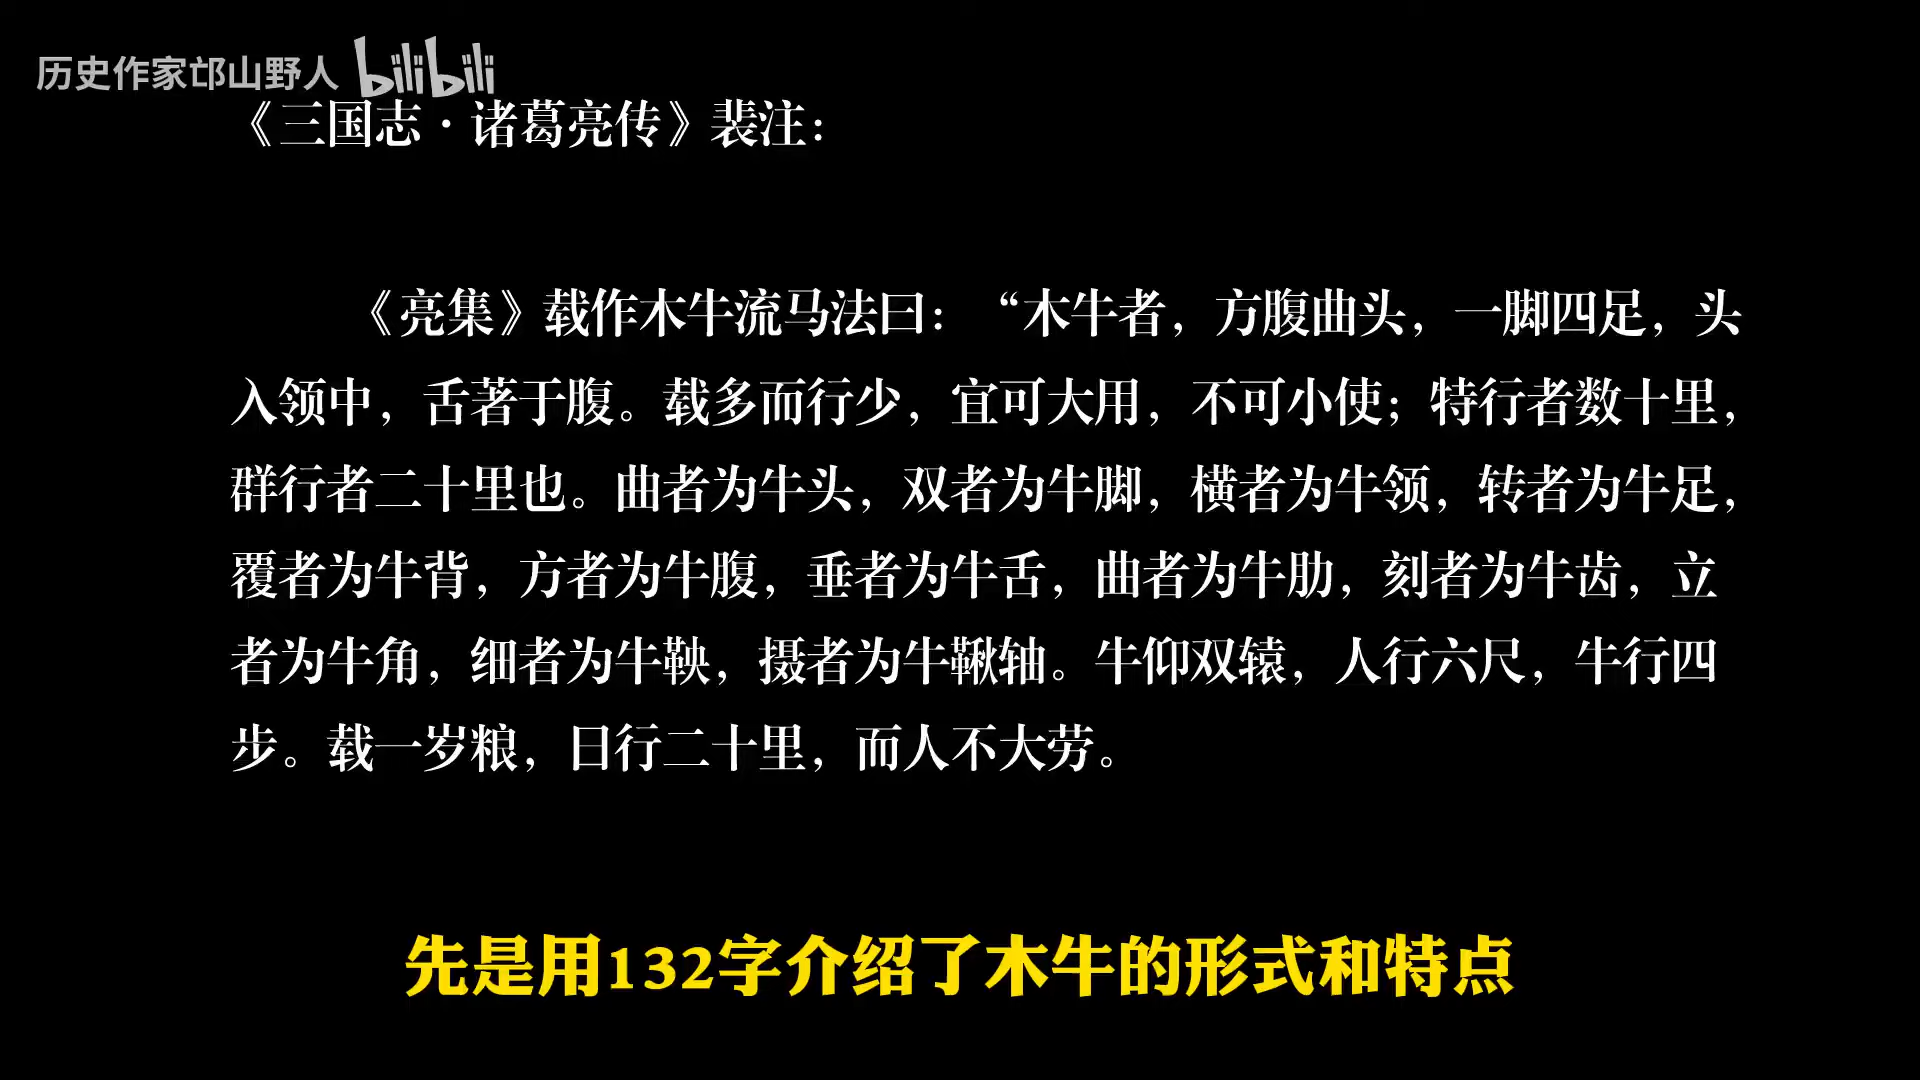 历史作家邙山野人 bilibili
《三国志·诸葛亮传》裴注：
《亮集》载作木牛流马法曰：“木牛者，方腹曲头，一脚四足，头
入领中，舌著于腹。载多而行少，宜可大用，不可小使；特行者数十里，
群行者二十里也。曲者为牛头，双者为牛脚，横者为牛领，转者为牛足，
覆者为牛背，方者为牛腹，垂者为牛舌，曲者为牛肋，刻者为牛齿，立
者为牛角，细者为牛鞅，摄者为牛鞦轴。牛仰双辕，人行六尺，牛行四
步。载一岁粮，日行二十里，而人不大劳。
先是用132字介绍了木牛的形式和特点